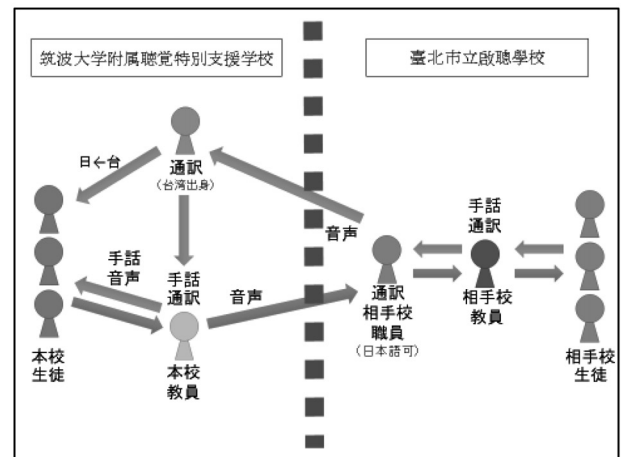 筑波大学附属聴覚特別支援学校
臺北市立啟聰學校
通訳
（台湾出身）
日←台
手話
音声
手話
通訳
音声
音声
本校
生徒
本校
教員
通訳
相手校
職員
（日本語可）
手話
通訳
相手校
教員
相手校
生徒